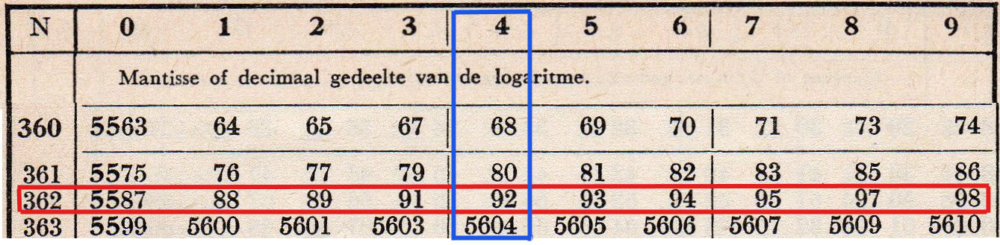 N 0 1 2 3 4 5 6 7 8 9
Mantisse of decimaal gedeelte van de logaritme.
360 5563 64 65 67 68 69 70 71 73 74
361 5575 76 77 79 80 81 82 83 85 86
362 5587 88 89 91 92 93 94 95 97 98
363 5599 5600 5601 5603 5604 5605 5606 5607 5609 5610